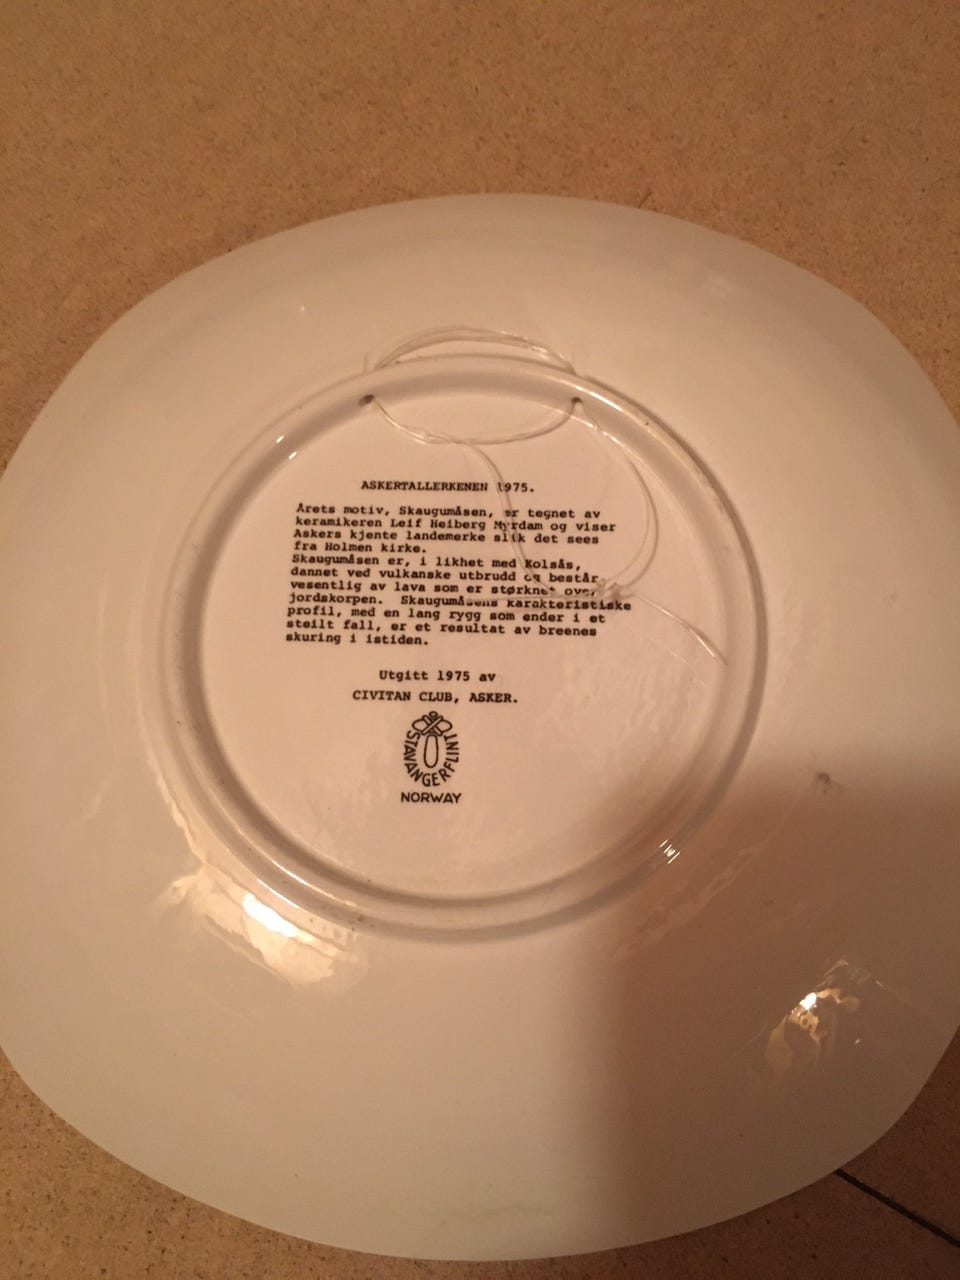 ASKERTALLERKENEN 1975.
Årets motiv, Skaugumåsen, er tegnet av
keramikeren Leif Heiberg Myrdam og viser
Askers kjente landemerke slik det sees
fra Holmen kirke.
Skaugumåsen er, i likhet med Kolsås,
dannet ved vulkanske utbrudd og består
vesentlig av lava som er størknet over
jordskorpen. Skaugumåsens karakteristiske
profil, med en lang rygg som ender i et
steilt fall, er et resultat av breenes
skuring i istiden.
Utgitt 1975 av
CIVITAN CLUB, ASKER.
STAVANGERFLINT
NORWAY